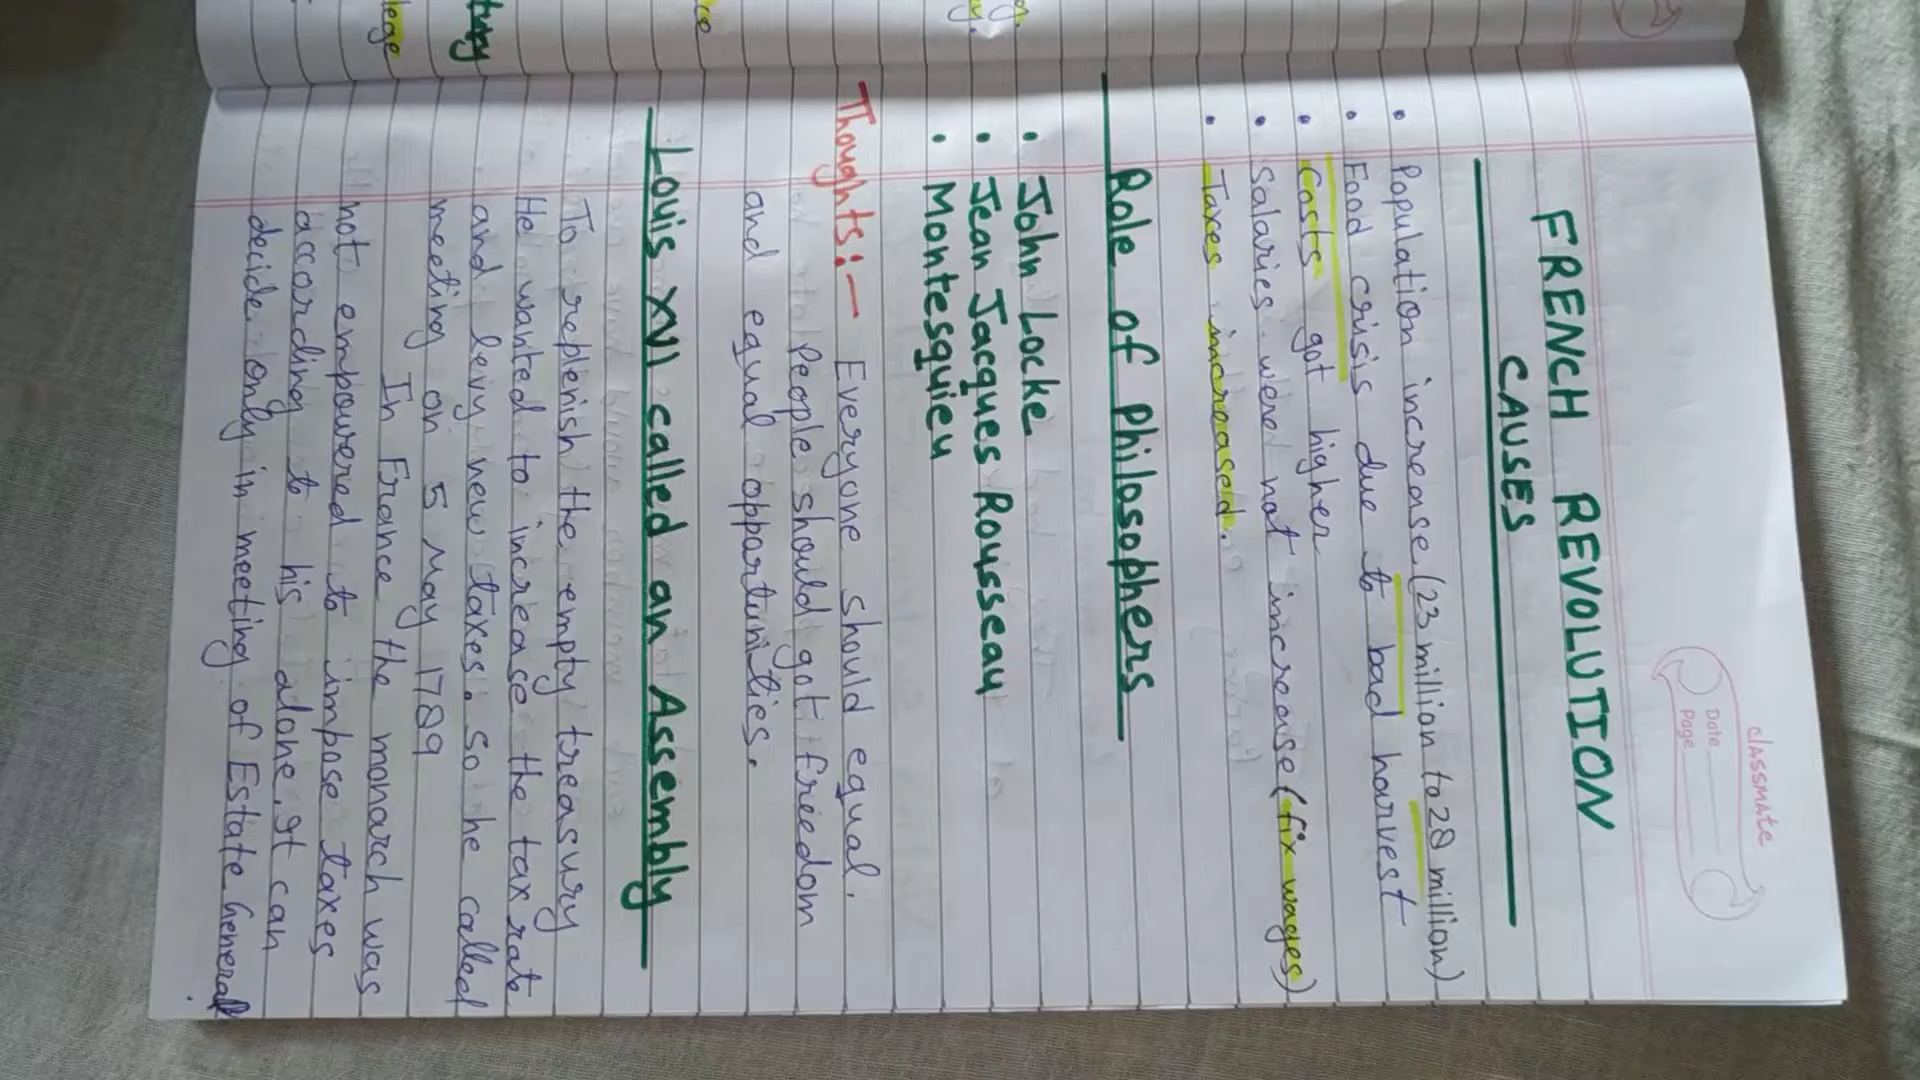 classmate
Date
Page
FRENCH REVOLUTION
CAUSES
• Population increase (23 million to 28 million)
• Food crisis due to bad harvest
• Costs got higher
• Salaries were not increase (fix wages)
• Taxes increased.
Role of Philosophers
• John Locke
• Jean Jacques Rousseau
• Montesquieu
Thoughts:- Everyone should equal.
People should got freedom
and equal opportunities.
Louis XVI called an Assembly
To replenish the empty treasury
He wanted to increase the tax rate
and levy new taxes. So he called
meeting on 5 May 1789
In France the monarch was
not empowered to impose taxes
according to his alone. It can
decide only in meeting of Estate General